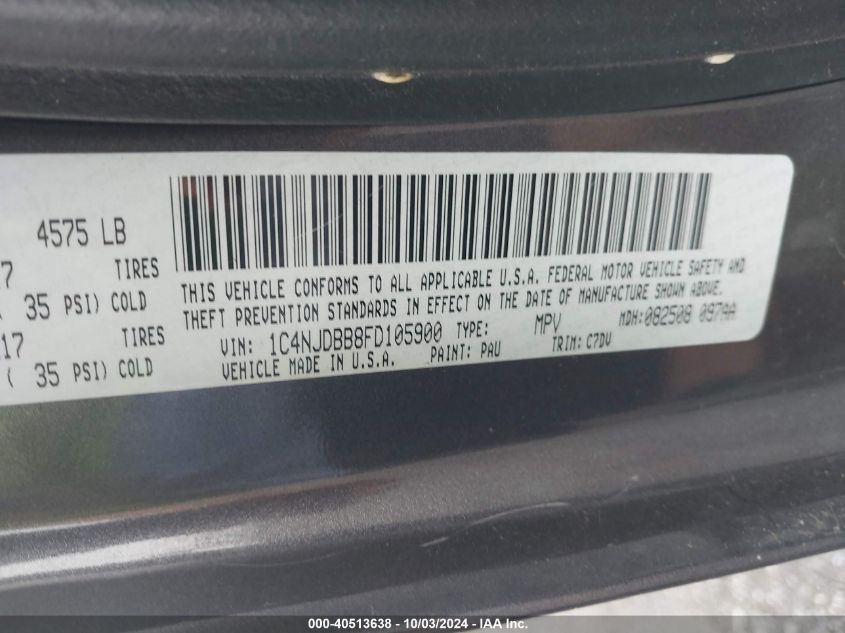 4575 LB
7 TIRES
35 PSI) COLD
17 TIRES
( 35 PSI) COLD
THIS VEHICLE CONFORMS TO ALL APPLICABLE U.S.A. FEDERAL MOTOR VEHICLE SAFETY AND
THEFT PREVENTION STANDARDS IN EFFECT ON THE DATE OF MANUFACTURE SHOWN ABOVE.
VIN: 1C4NJDBB8FD105900 TYPE: MPV MDH:082508 097AA
VEHICLE MADE IN U.S.A. PAINT: PAU TRIM: C7DV
000-40513638 - 10/03/2024 - IAA Inc.